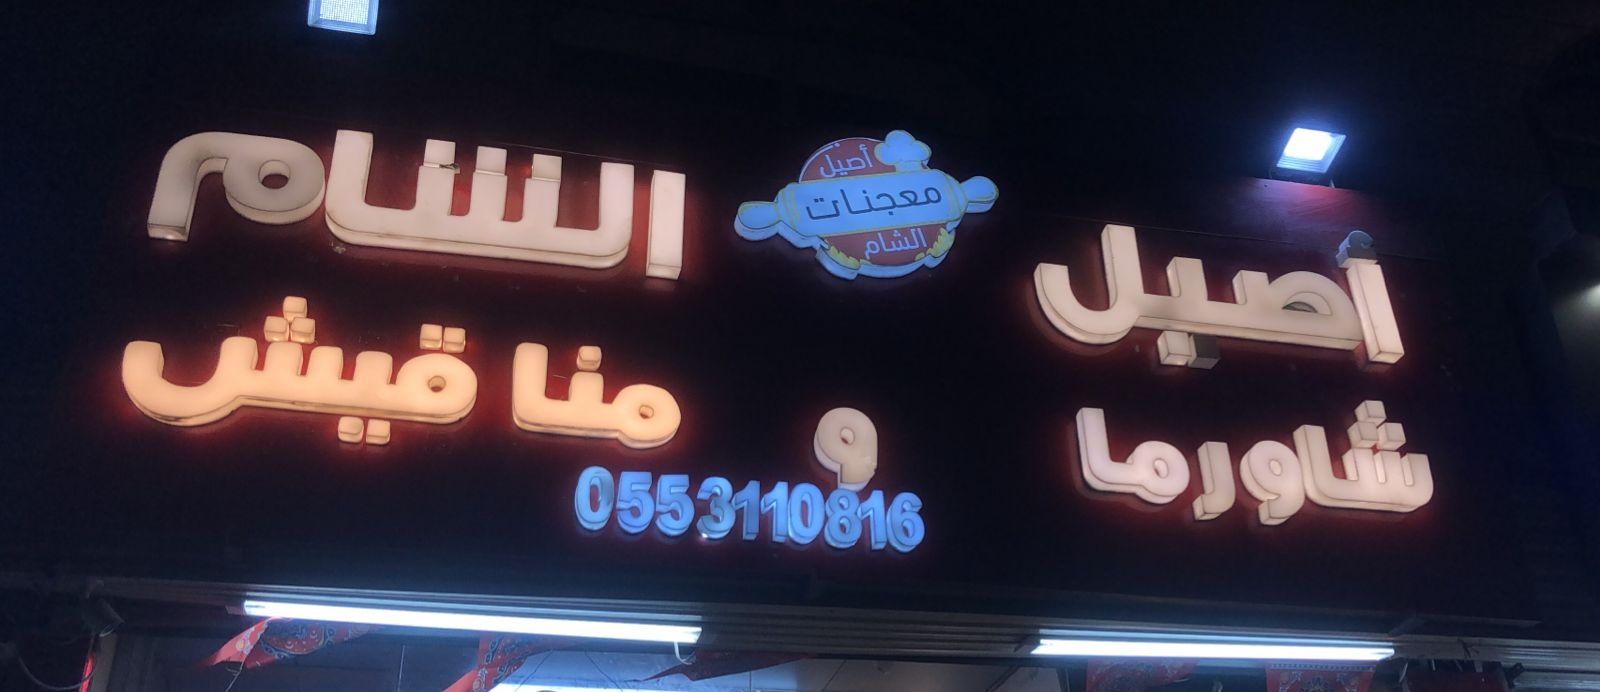 أصيل الشام
أصيل
معجنات
الشام
شاورما و مناقيش
0553110816